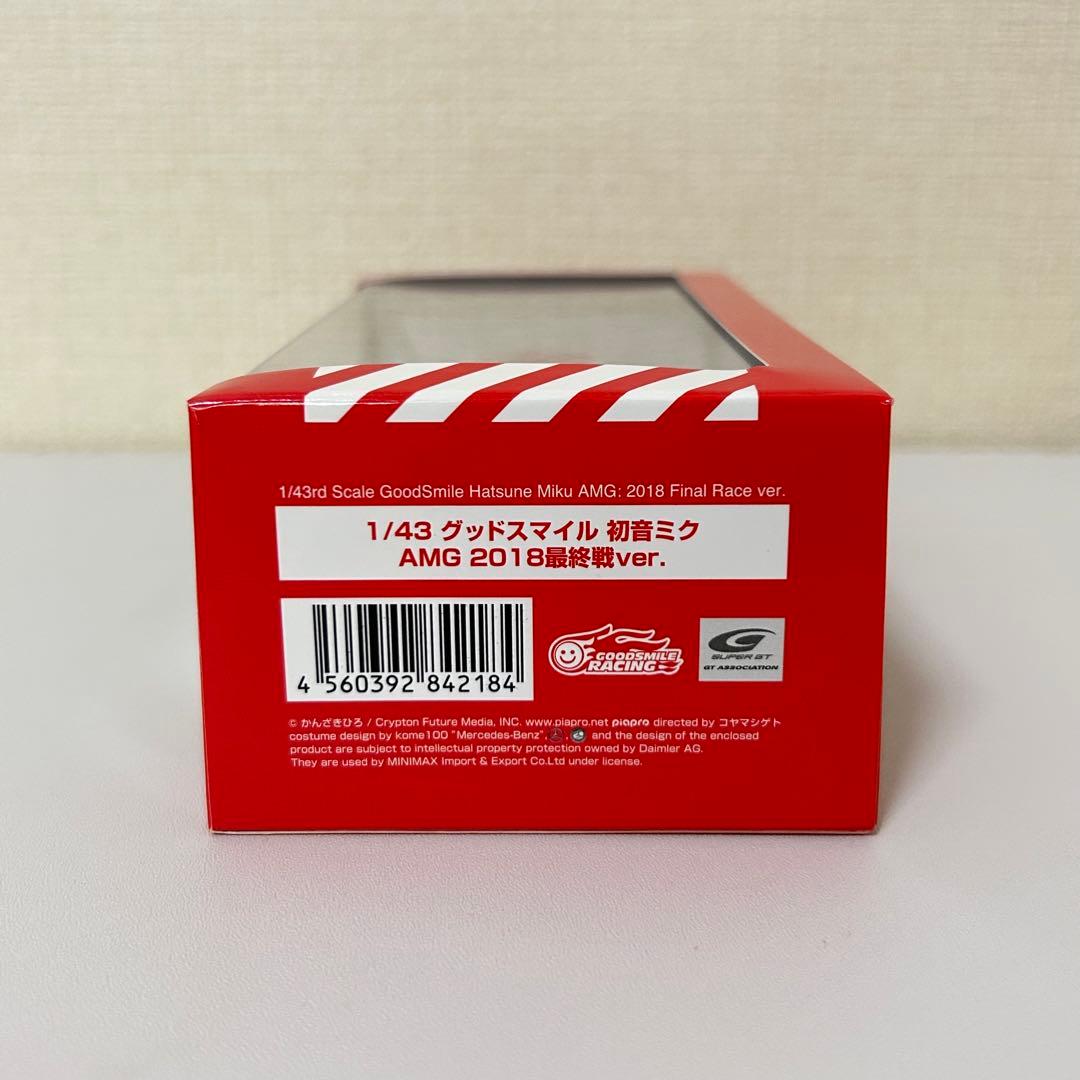 1/43rd Scale GoodSmile Hatsune Miku AMG: 2018 Final Race ver.
1/43 グッドスマイル 初音ミク
AMG 2018最終戦ver.
4 560392 842184
GOODSMILE
RACING
SUPER GT
GT ASSOCIATION
© かんざきひろ / Crypton Future Media, INC. www.piapro.net piapro directed by コヤマシゲト
costume design by kome100 "Mercedes-Benz", , and the design of the enclosed
product are subject to intellectual property protection owned by Daimler AG.
They are used by MINIMAX Import & Export Co.Ltd under license.